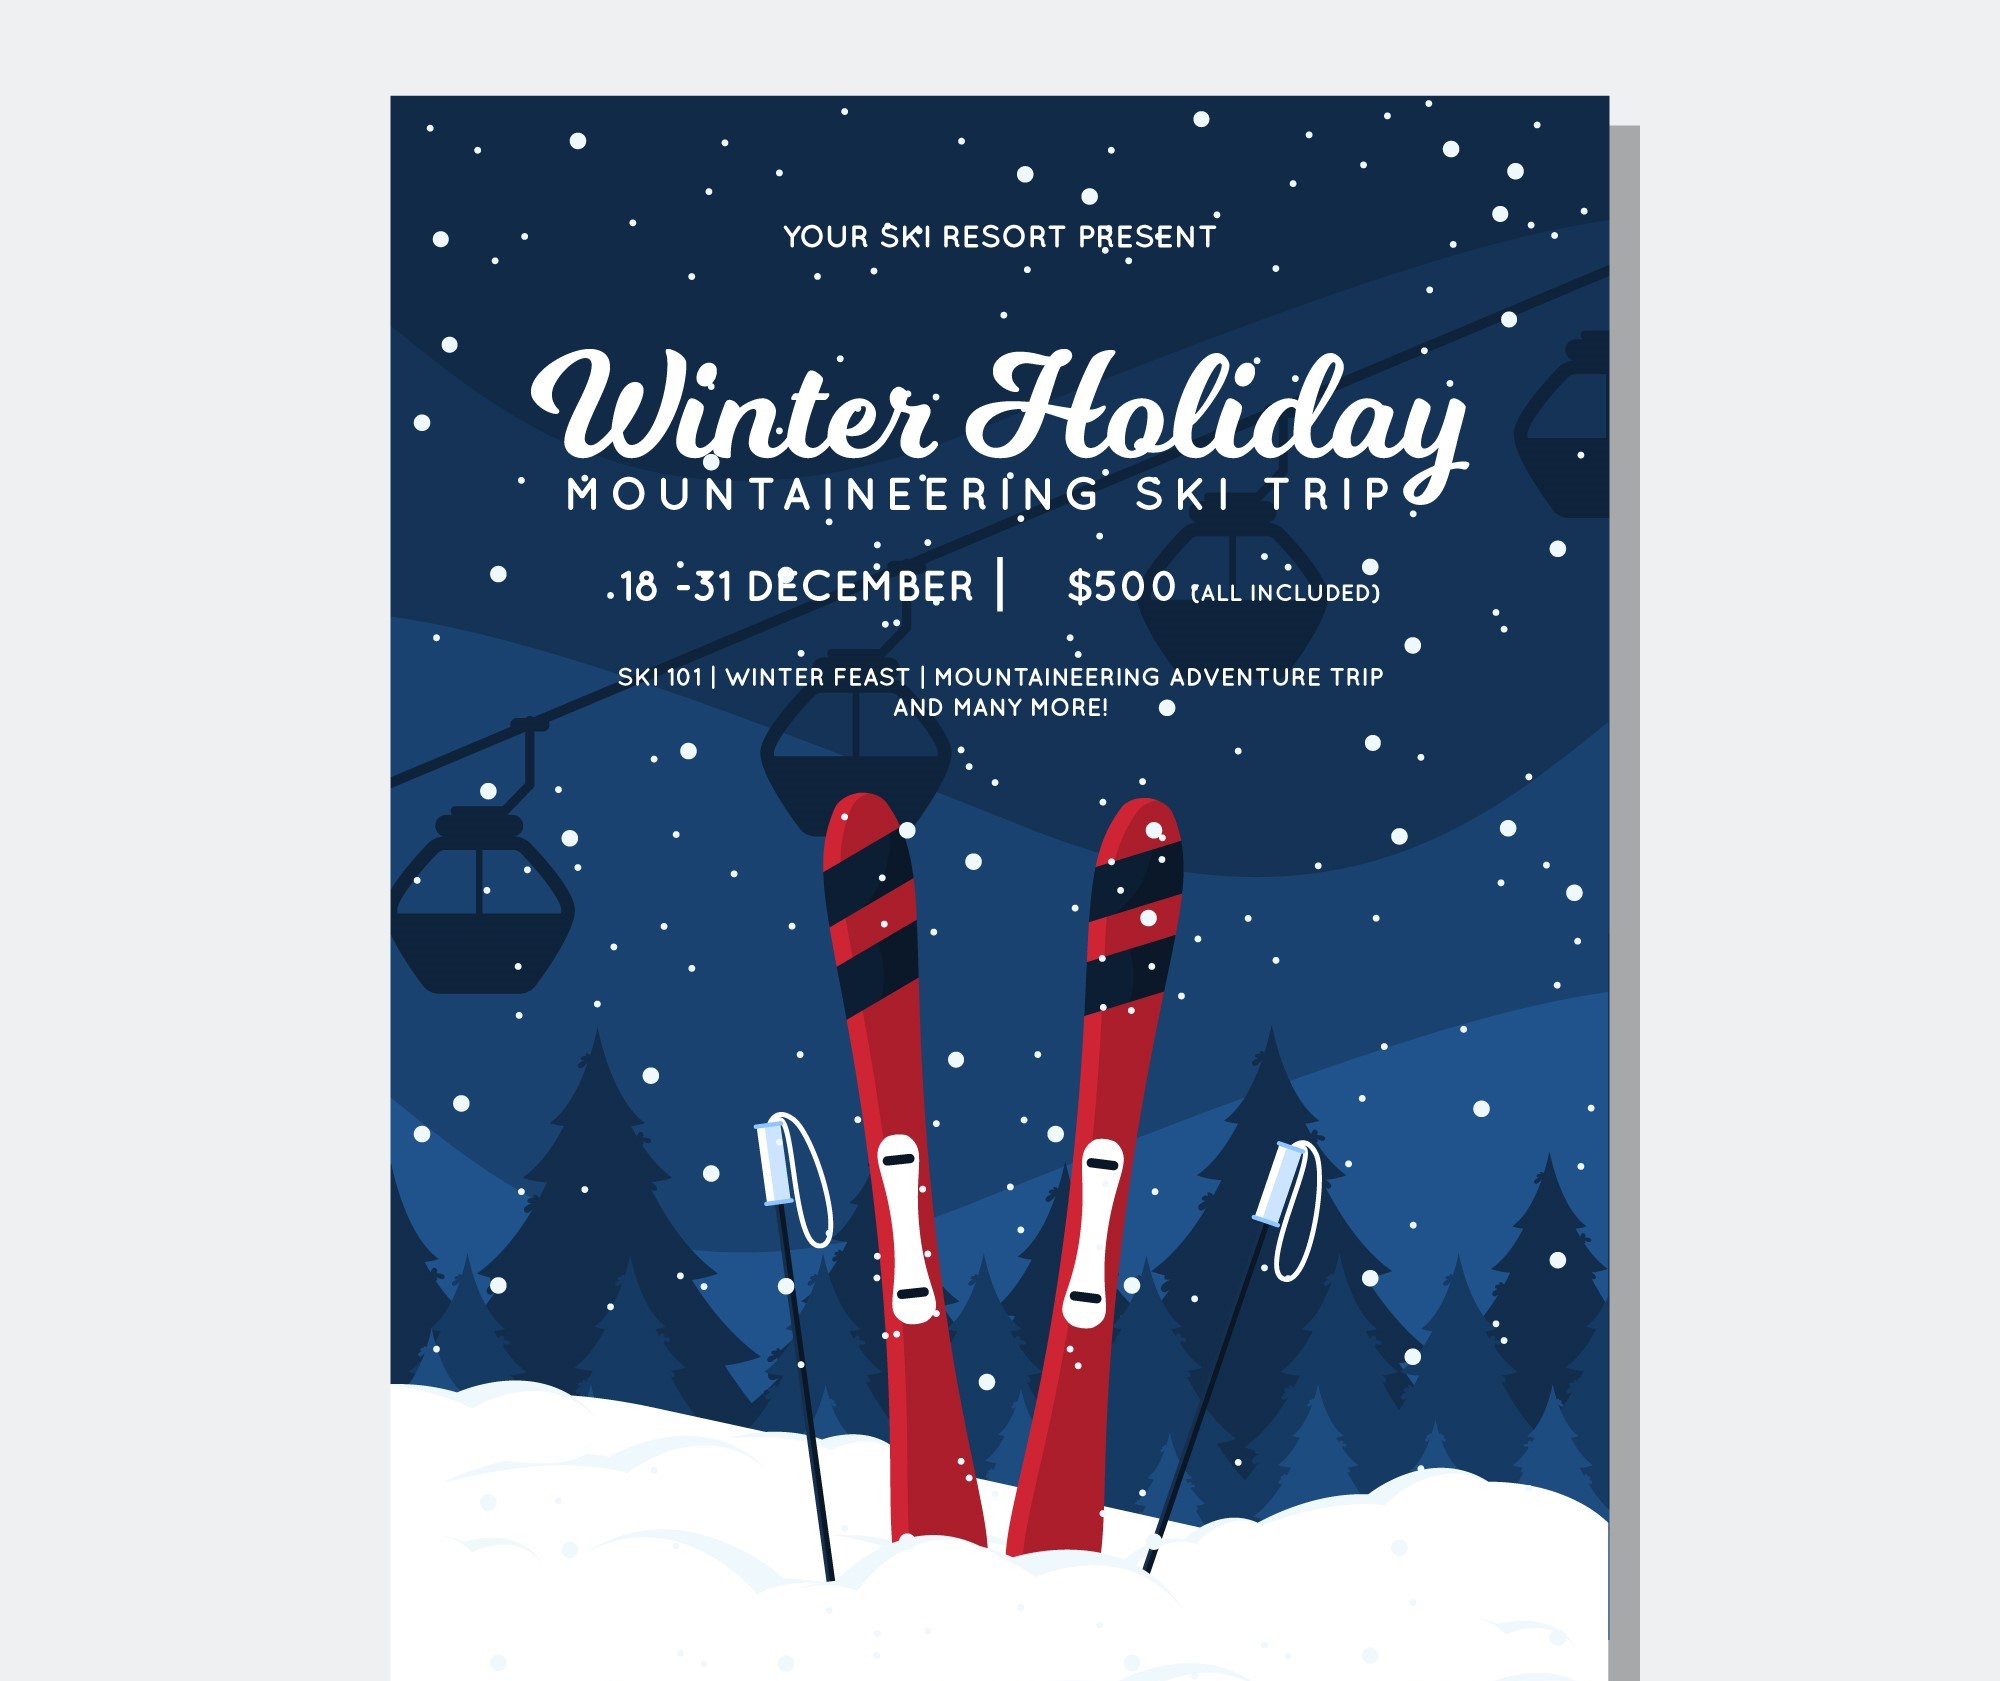 YOUR SKI RESORT PRESENT
Winter Holiday
MOUNTAINEERING SKI TRIP
18 -31 DECEMBER | $500 (ALL INCLUDED)
SKI 101 | WINTER FEAST | MOUNTAINEERING ADVENTURE TRIP
AND MANY MORE!